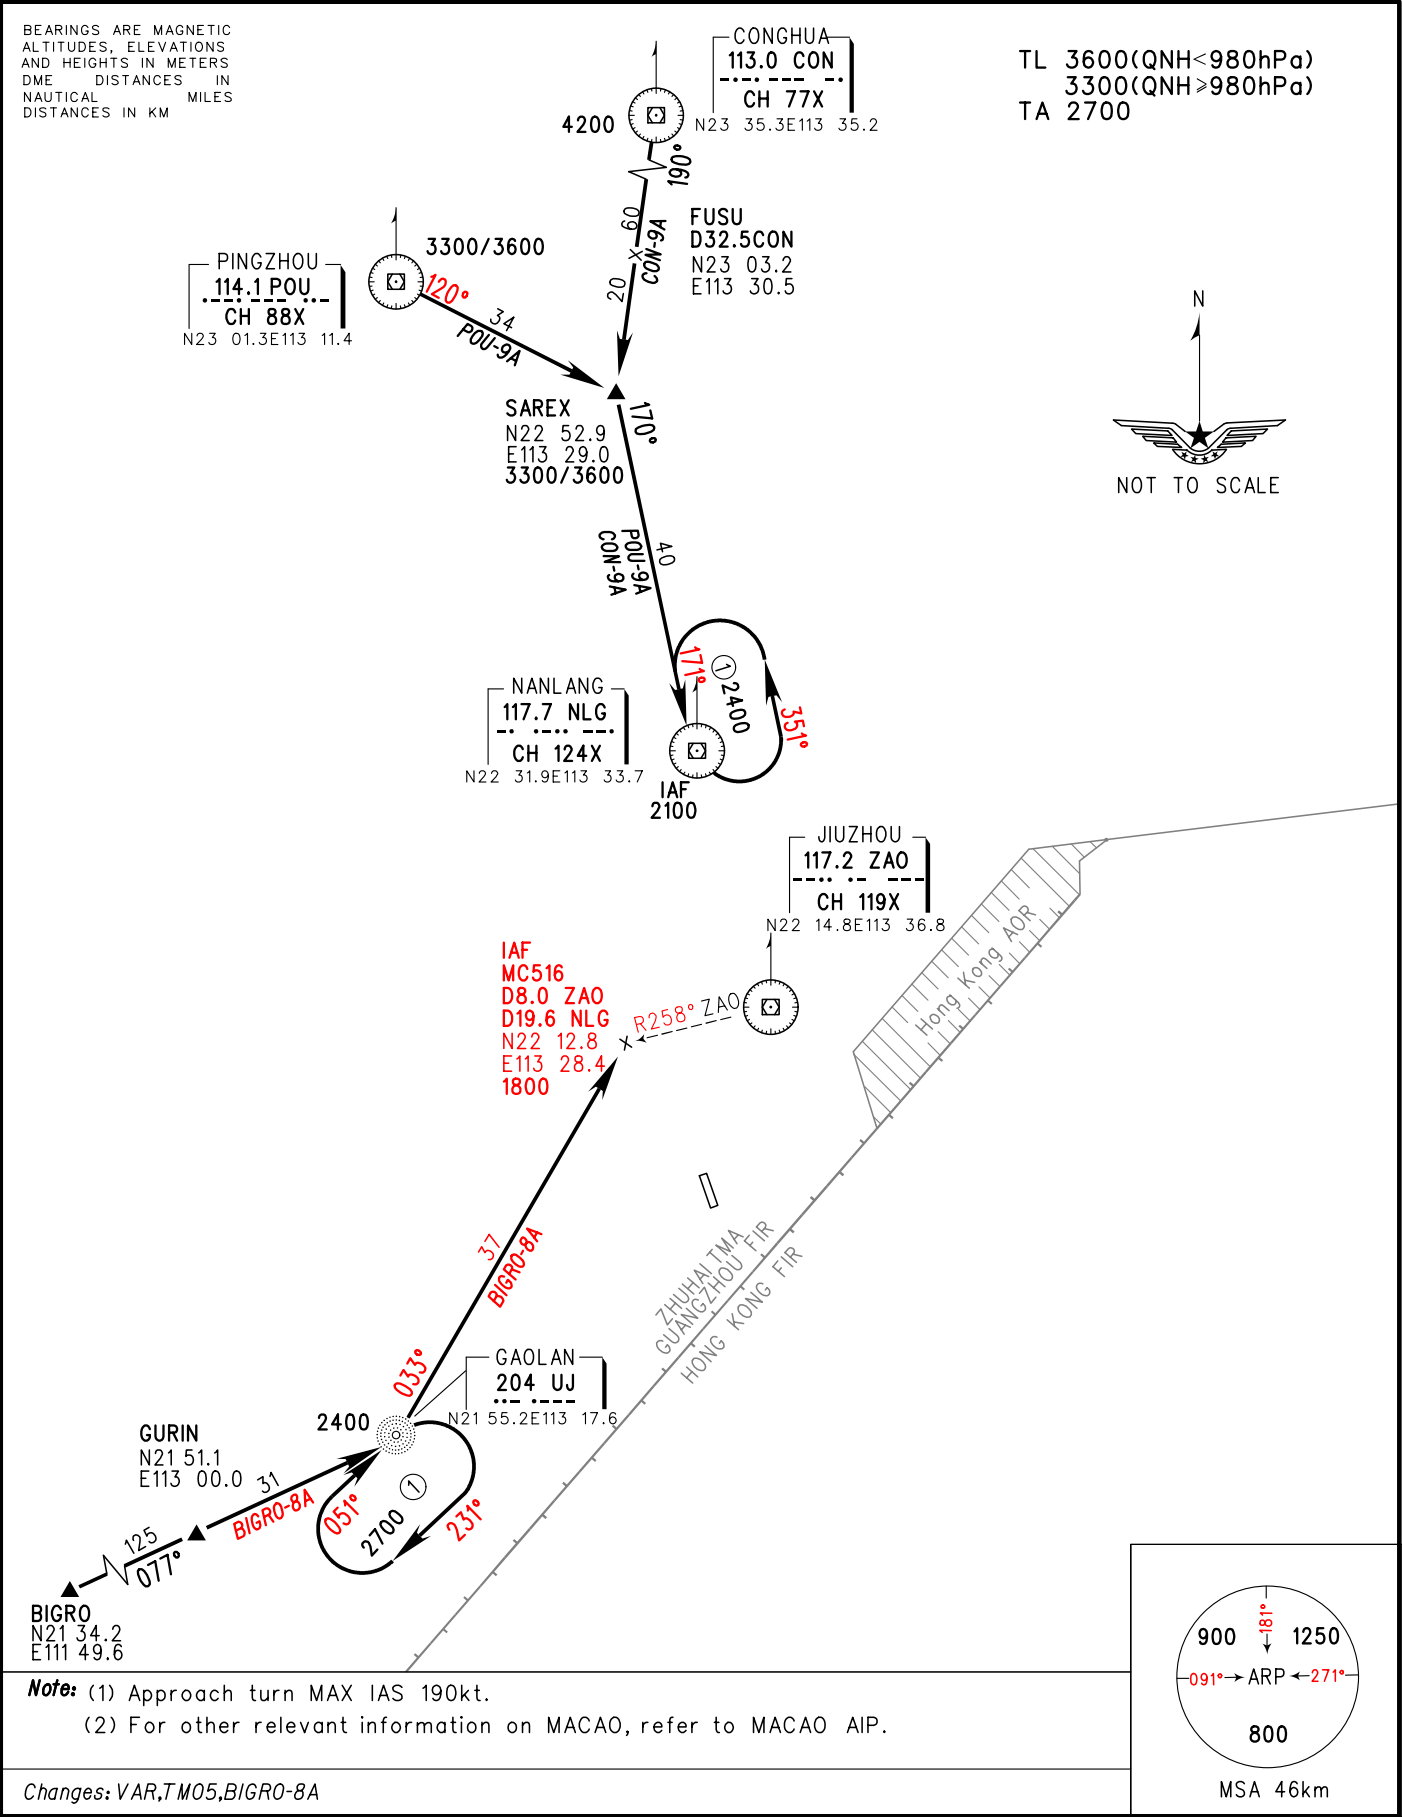 BEARINGS ARE MAGNETIC
ALTITUDES, ELEVATIONS
AND HEIGHTS IN METERS
DME DISTANCES IN
NAUTICAL MILES
DISTANCES IN KM
TL 3600(QNH<980hPa)
3300(QNH≥980hPa)
TA 2700
CONGHUA
113.0 CON
CH 77X
N23 35.3E113 35.2
4200
190°
60
CON-9A
20
FUSU
D32.5CON
N23 03.2
E113 30.5
3300/3600
PINGZHOU
114.1 POU
CH 88X
N23 01.3E113 11.4
120°
34
POU-9A
N
NOT TO SCALE
SAREX
N22 52.9
E113 29.0
3300/3600
170°
40
POU-9A
CON-9A
171°
1
2400
351°
NANLANG
117.7 NLG
CH 124X
N22 31.9E113 33.7
IAF
2100
JIUZHOU
117.2 ZAO
CH 119X
N22 14.8E113 36.8
Hong Kong AOR
IAF
MC516
D8.0 ZAO
D19.6 NLG
N22 12.8
E113 28.4
1800
R258° ZAO
37
BIGRO-8A
ZHUHAI TMA
GUANGZHOU FIR
HONG KONG FIR
033°
GAOLAN
204 UJ
N21 55.2E113 17.6
2400
GURIN
N21 51.1
E113 00.0
31
BIGRO-8A
051°
2700
1
231°
125
077°
BIGRO
N21 34.2
E111 49.6
900
181°
1250
091°
ARP
271°
800
MSA 46km
Note: (1) Approach turn MAX IAS 190kt.
(2) For other relevant information on MACAO, refer to MACAO AIP.
Changes: VAR,TM05,BIGRO-8A